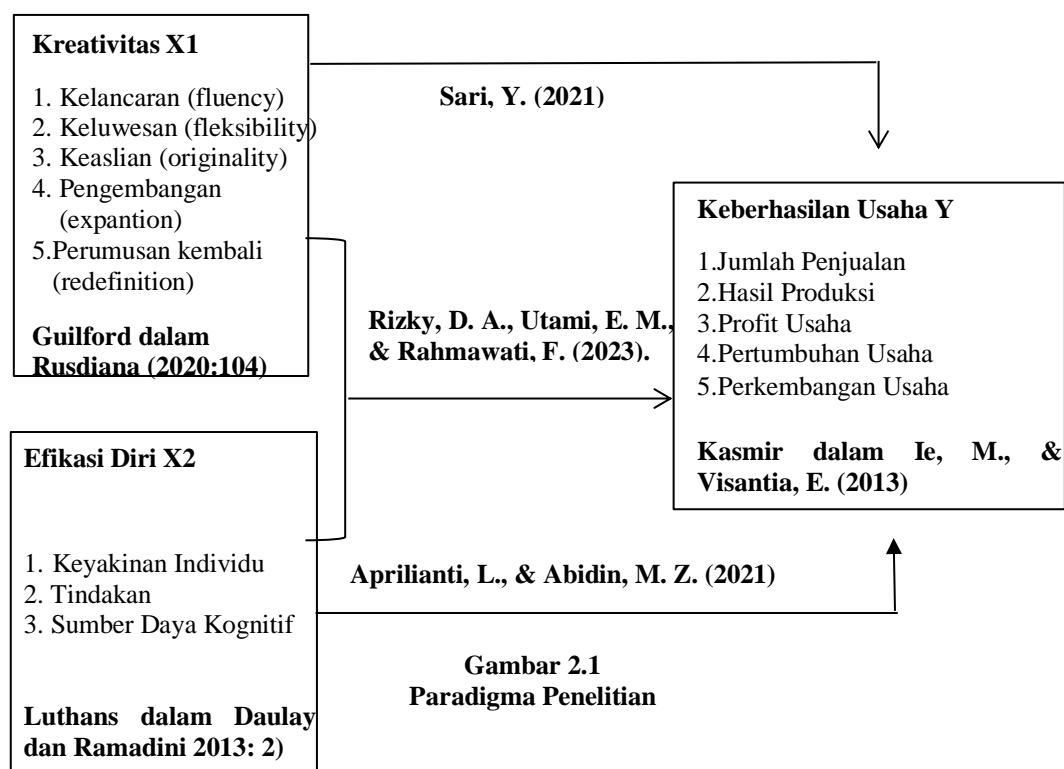 Kreativitas X1
1. Kelancaran (fluency)
2. Keluwesan (fleksibility)
3. Keaslian (originality)
4. Pengembangan
(expantion)
5.Perumusan kembali
(redefinition)
Guilford dalam
Rusdiana (2020:104)
Sari, Y. (2021)
Keberhasilan Usaha Y
1.Jumlah Penjualan
2.Hasil Produksi
3.Profit Usaha
4.Pertumbuhan Usaha
5.Perkembangan Usaha
Kasmir dalam Ie, M., &
Visantia, E. (2013)
Rizky, D. A., Utami, E. M.,
& Rahmawati, F. (2023).
Efikasi Diri X2
1. Keyakinan Individu
2. Tindakan
3. Sumber Daya Kognitif
Luthans dalam Daulay
dan Ramadini 2013: 2)
Aprilianti, L., & Abidin, M. Z. (2021)
Gambar 2.1
Paradigma Penelitian